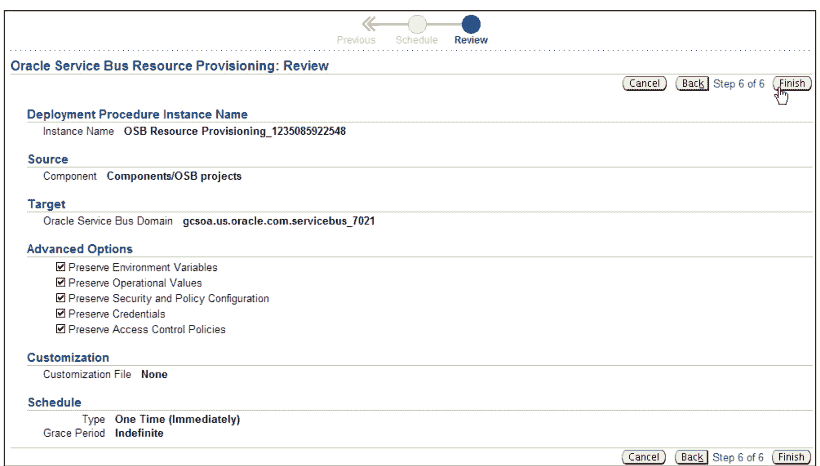 Previous Schedule Review
Oracle Service Bus Resource Provisioning: Review
Cancel Back Step 6 of 6 Finish
Deployment Procedure Instance Name
Instance Name OSB Resource Provisioning_1235085922548
Source
Component Components/OSB projects
Target
Oracle Service Bus Domain gcsoa.us.oracle.com.servicebus_7021
Advanced Options
Preserve Environment Variables
Preserve Operational Values
Preserve Security and Policy Configuration
Preserve Credentials
Preserve Access Control Policies
Customization
Customization File None
Schedule
Type One Time (Immediately)
Grace Period Indefinite
Cancel Back Step 6 of 6 Finish